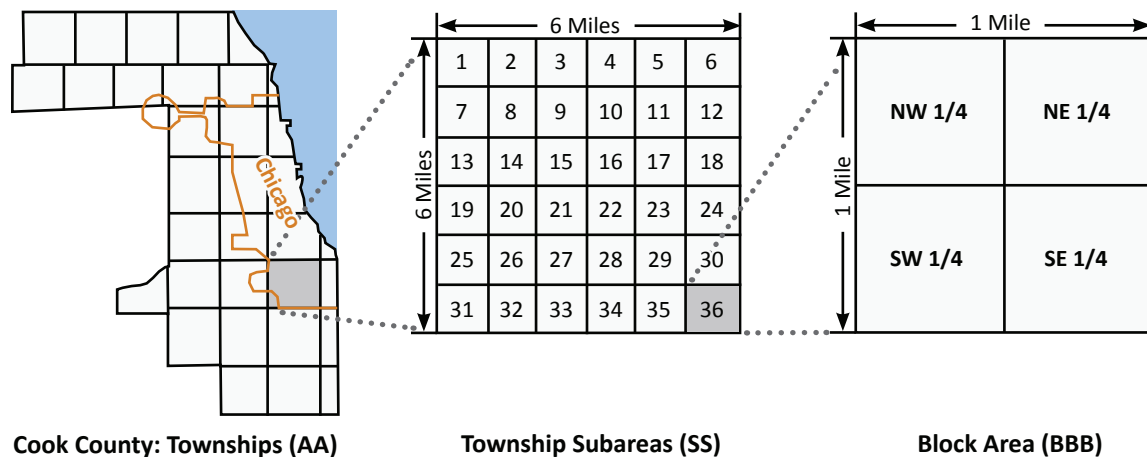 6 Miles
1 Mile
1 2 3 4 5 6
7 8 9 10 11 12
13 14 15 16 17 18
19 20 21 22 23 24
25 26 27 28 29 30
31 32 33 34 35 36
6 Miles
Chicago
NW 1/4 NE 1/4
SW 1/4 SE 1/4
1 Mile
Cook County: Townships (AA)
Township Subareas (SS)
Block Area (BBB)